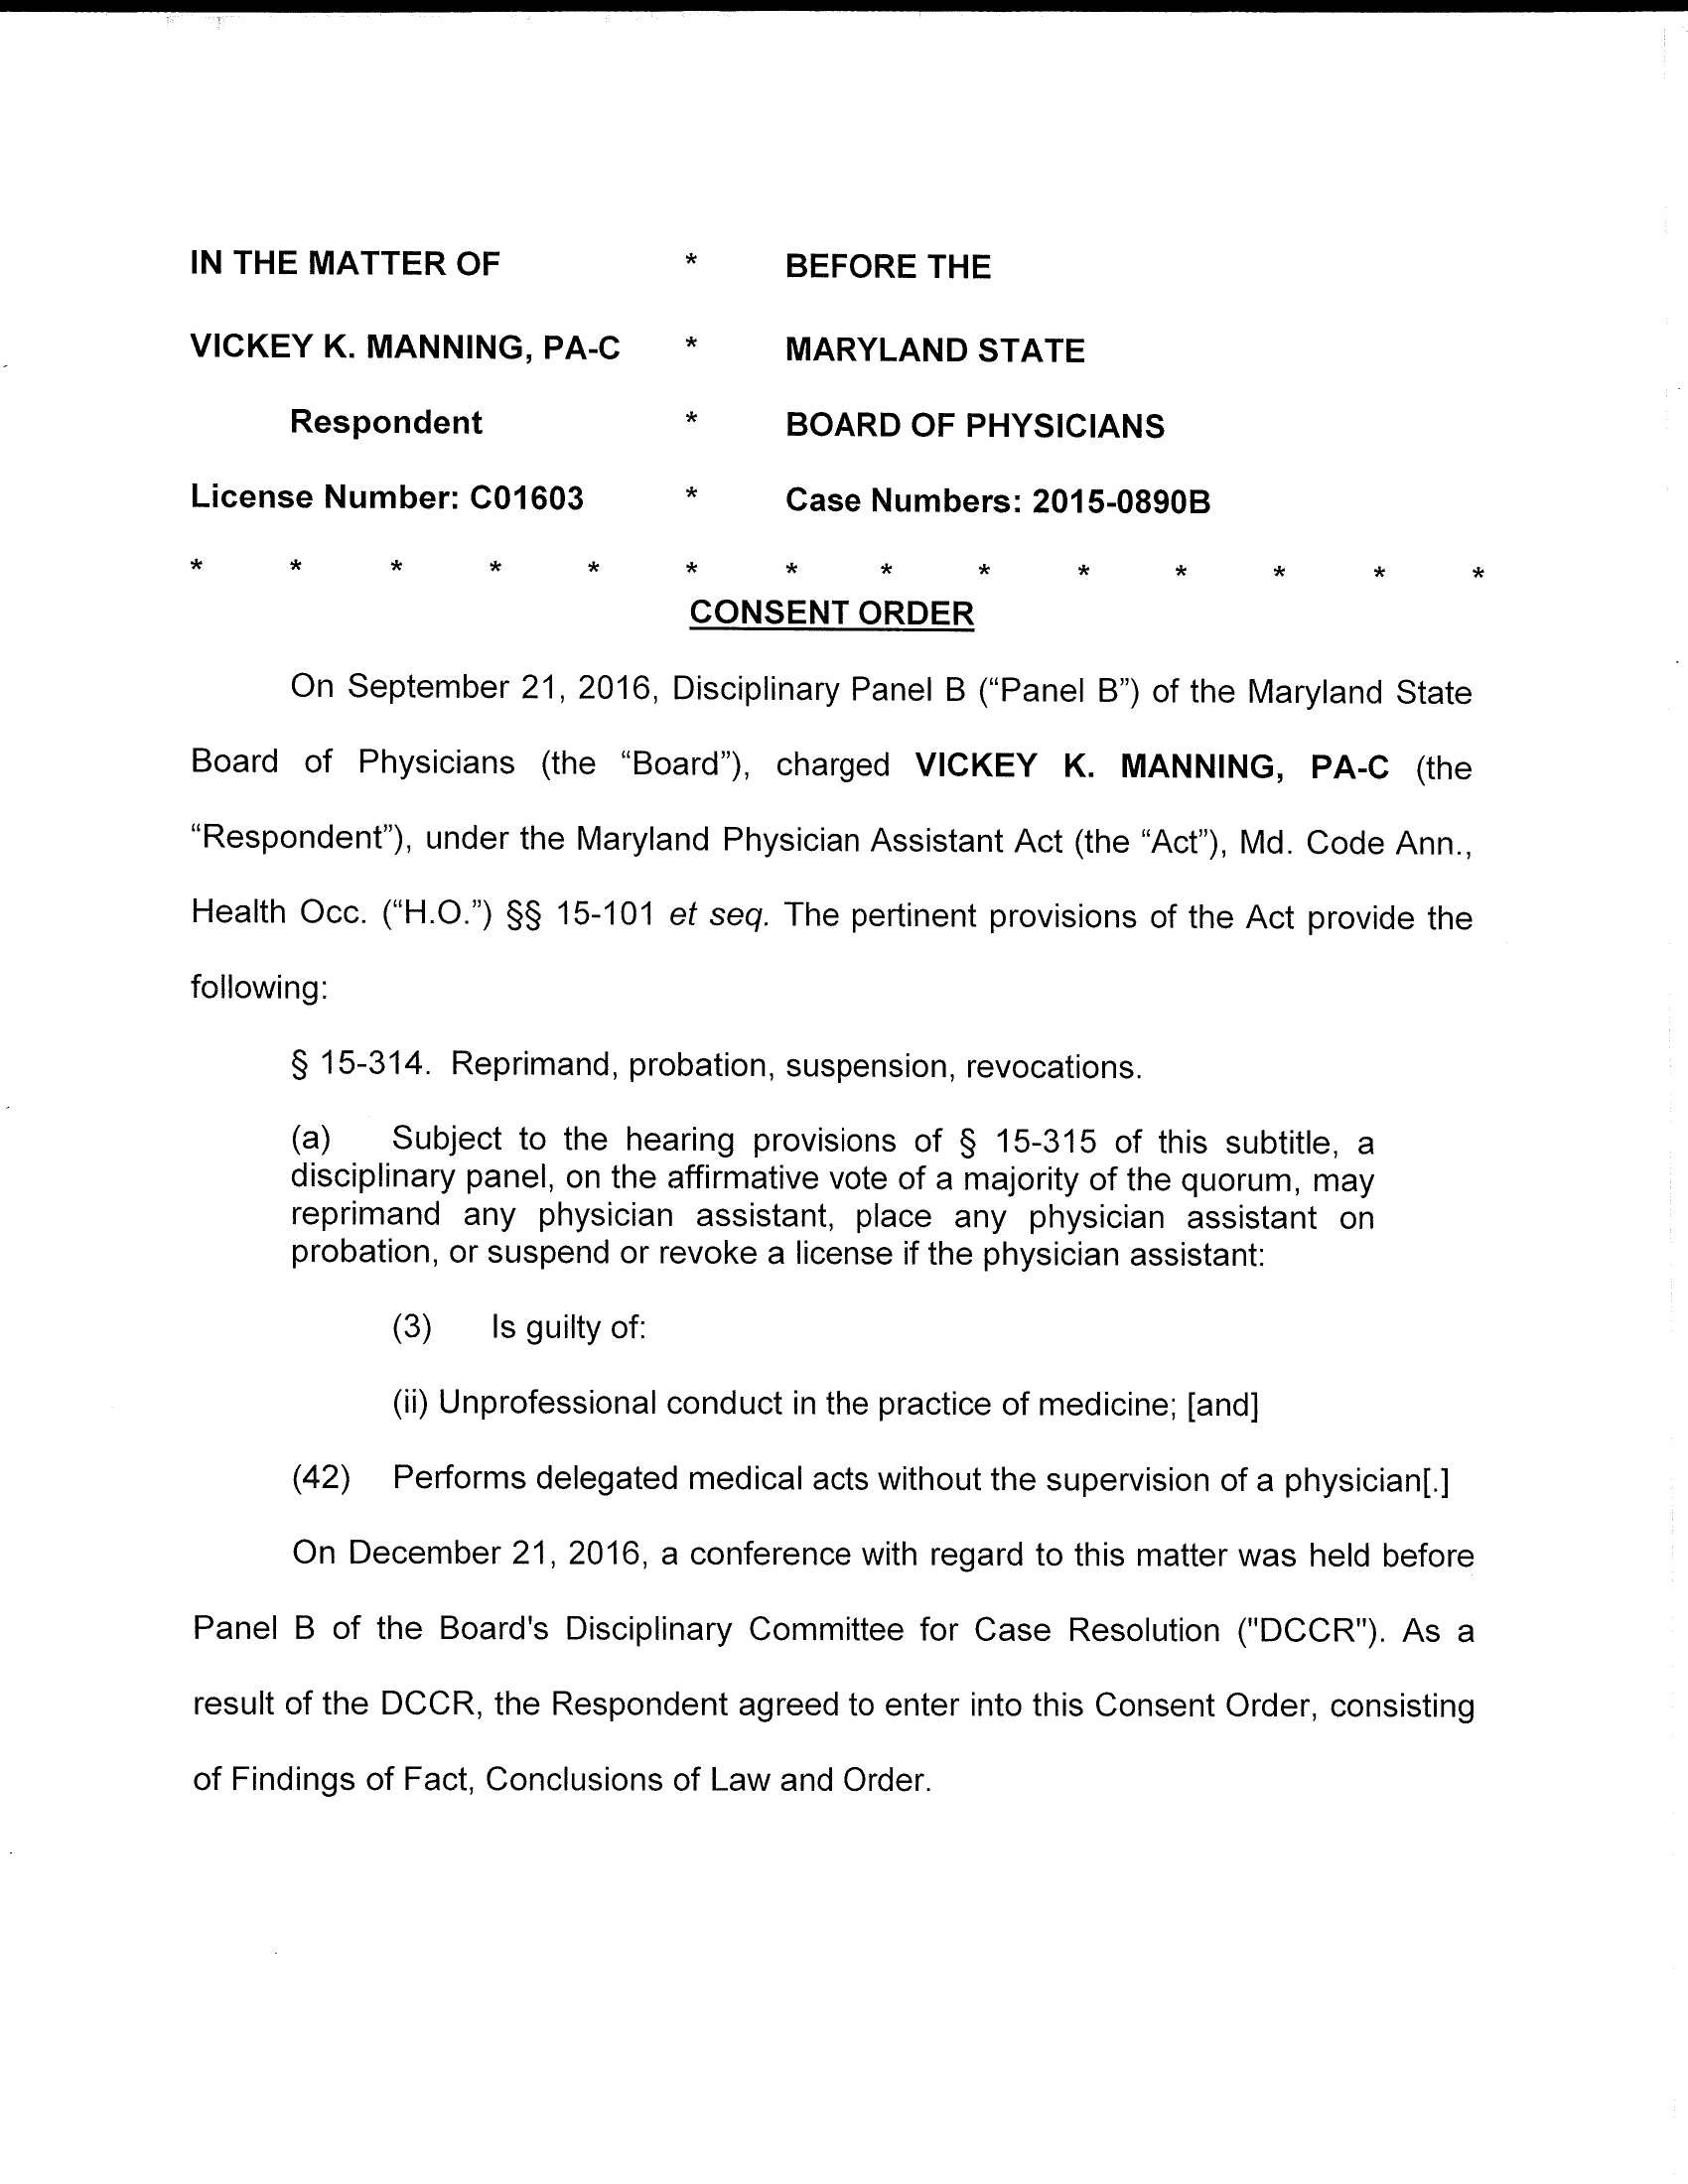 IN THE MATTER OF * BEFORE THE
VICKEY K. MANNING, PA-C * MARYLAND STATE
Respondent * BOARD OF PHYSICIANS
License Number: C01603 * Case Numbers: 2015-0890B
* * * * * * * * * * * * * *
CONSENT ORDER
On September 21, 2016, Disciplinary Panel B (“Panel B”) of the Maryland State
Board of Physicians (the “Board”), charged VICKEY K. MANNING, PA-C (the
“Respondent”), under the Maryland Physician Assistant Act (the “Act”), Md. Code Ann.,
Health Occ. (“H.O.”) §§ 15-101 et seq. The pertinent provisions of the Act provide the
following:
§ 15-314. Reprimand, probation, suspension, revocations.
(a) Subject to the hearing provisions of § 15-315 of this subtitle, a
disciplinary panel, on the affirmative vote of a majority of the quorum, may
reprimand any physician assistant, place any physician assistant on
probation, or suspend or revoke a license if the physician assistant:
(3) Is guilty of:
(ii) Unprofessional conduct in the practice of medicine; [and]
(42) Performs delegated medical acts without the supervision of a physician[.]
On December 21, 2016, a conference with regard to this matter was held before
Panel B of the Board's Disciplinary Committee for Case Resolution ("DCCR"). As a
result of the DCCR, the Respondent agreed to enter into this Consent Order, consisting
of Findings of Fact, Conclusions of Law and Order.